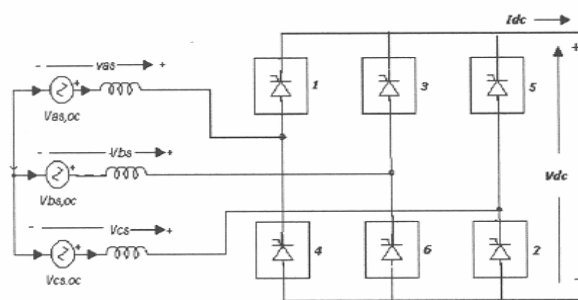 Idc
- vas +
1
3
5
+
Vas,oc
- Vbs +
Vdc
+
Vbs,oc
- Vcs +
4
6
2
+
Vcs,oc
-